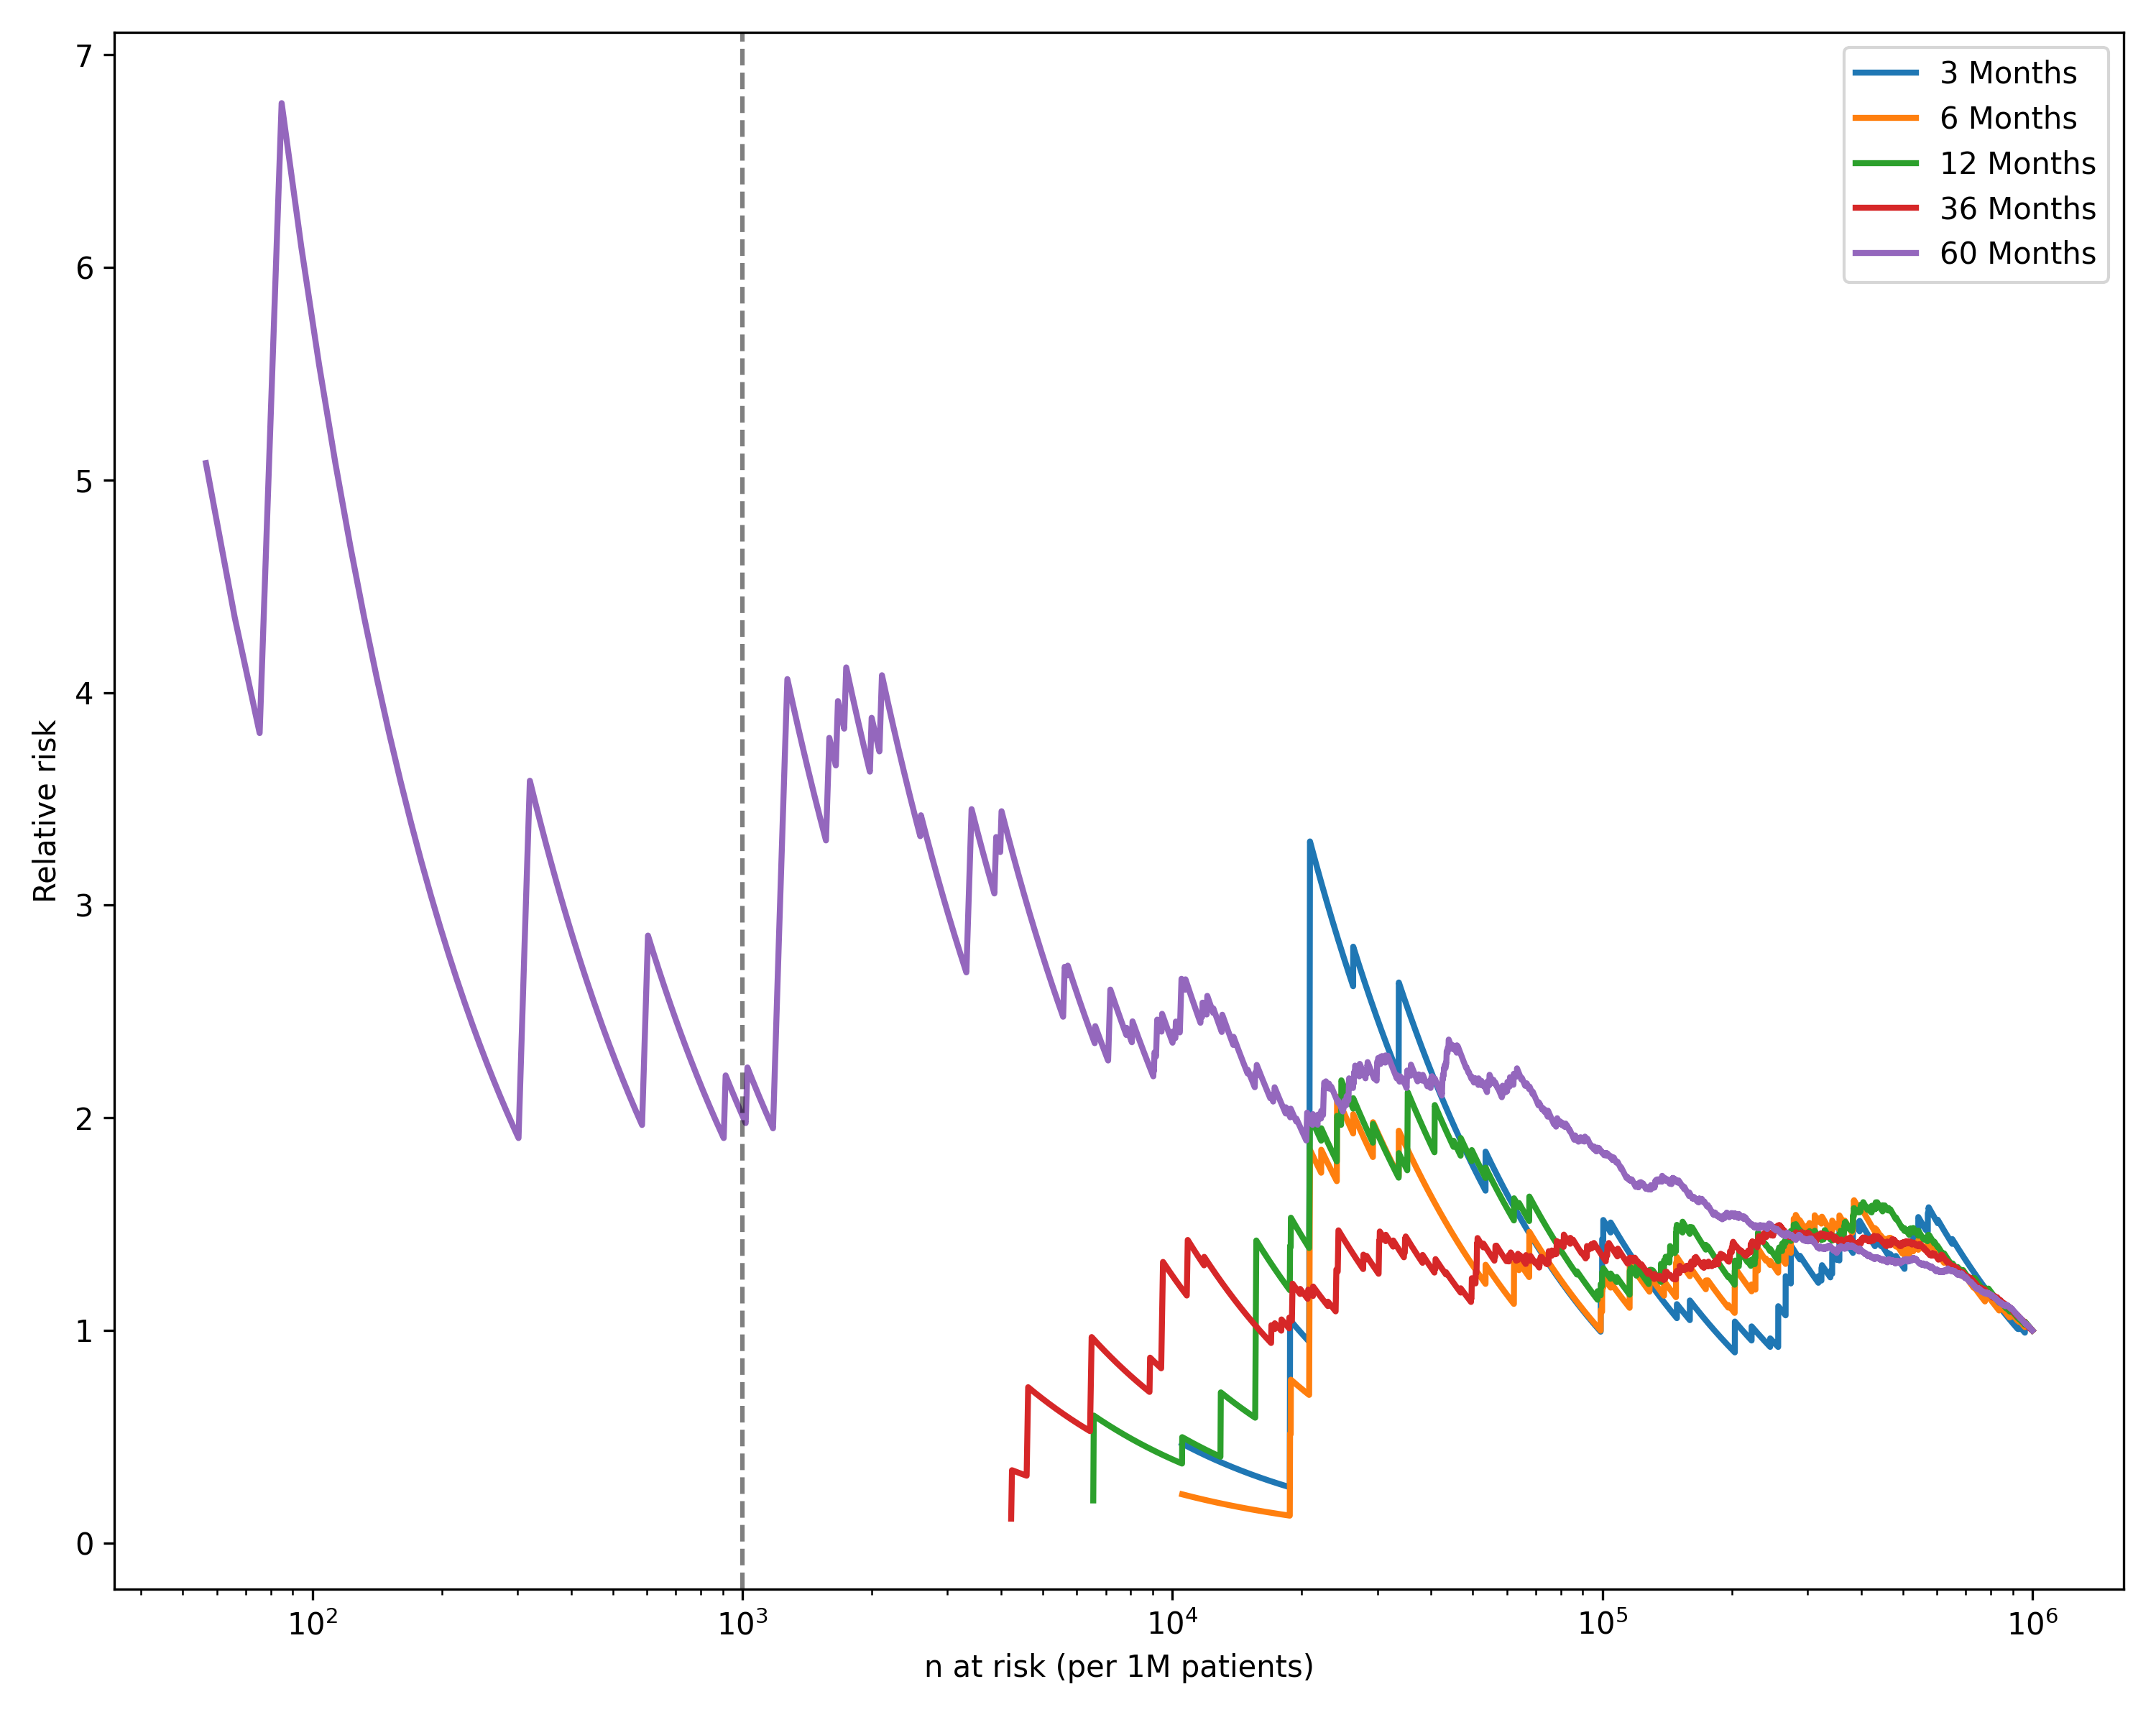 7
6
5
4
3
2
1
0
Relative risk
3 Months
6 Months
12 Months
36 Months
60 Months
10² 10³ 10⁴ 10⁵ 10⁶
n at risk (per 1M patients)